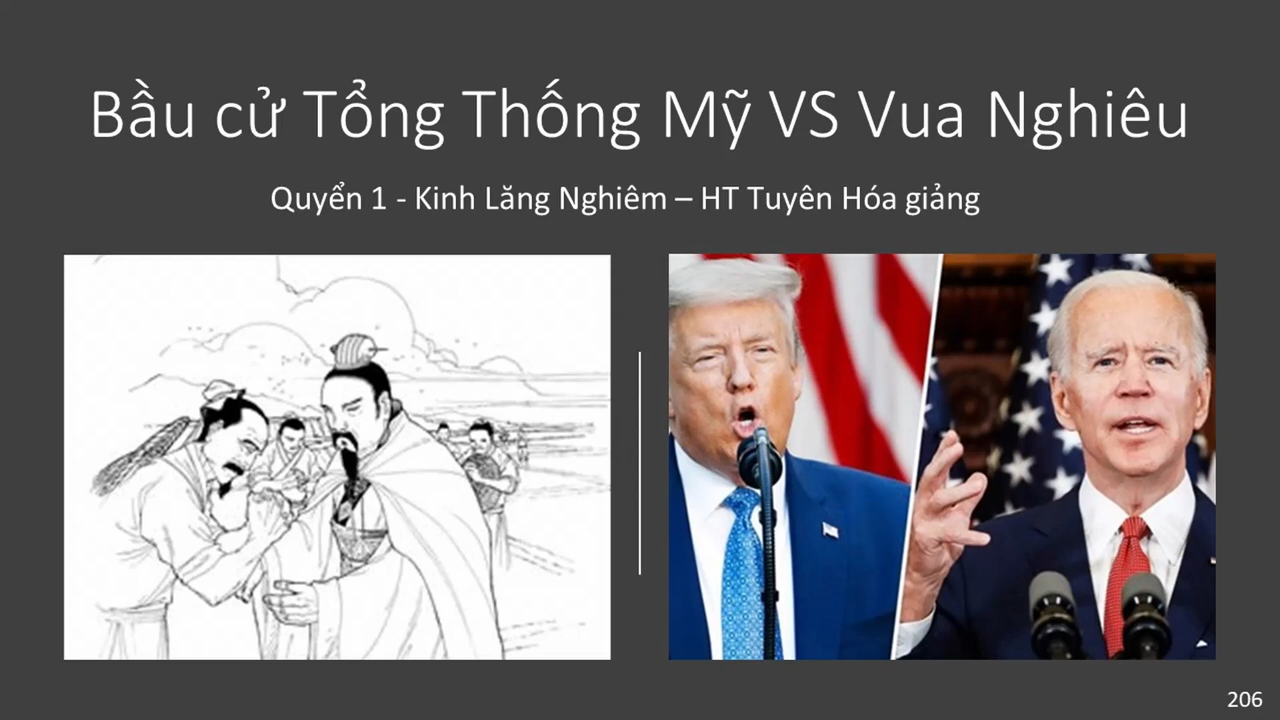 Bầu cử Tổng Thống Mỹ VS Vua Nghiêu
Quyển 1 - Kinh Lăng Nghiêm – HT Tuyên Hóa giảng
206